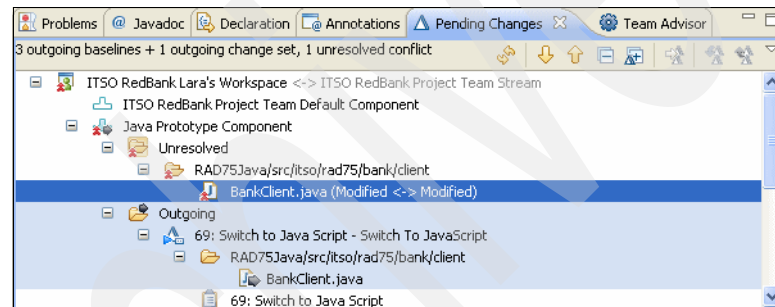 Problems @ Javadoc Declaration Annotations Pending Changes Team Advisor
3 outgoing baselines + 1 outgoing change set, 1 unresolved conflict
ITSO RedBank Lara's Workspace <-> ITSO RedBank Project Team Stream
ITSO RedBank Project Team Default Component
Java Prototype Component
Unresolved
RAD75Java/src/itso/rad75/bank/client
BankClient.java (Modified <-> Modified)
Outgoing
69: Switch to Java Script - Switch To JavaScript
RAD75Java/src/itso/rad75/bank/client
BankClient.java
69: Switch to Java Script